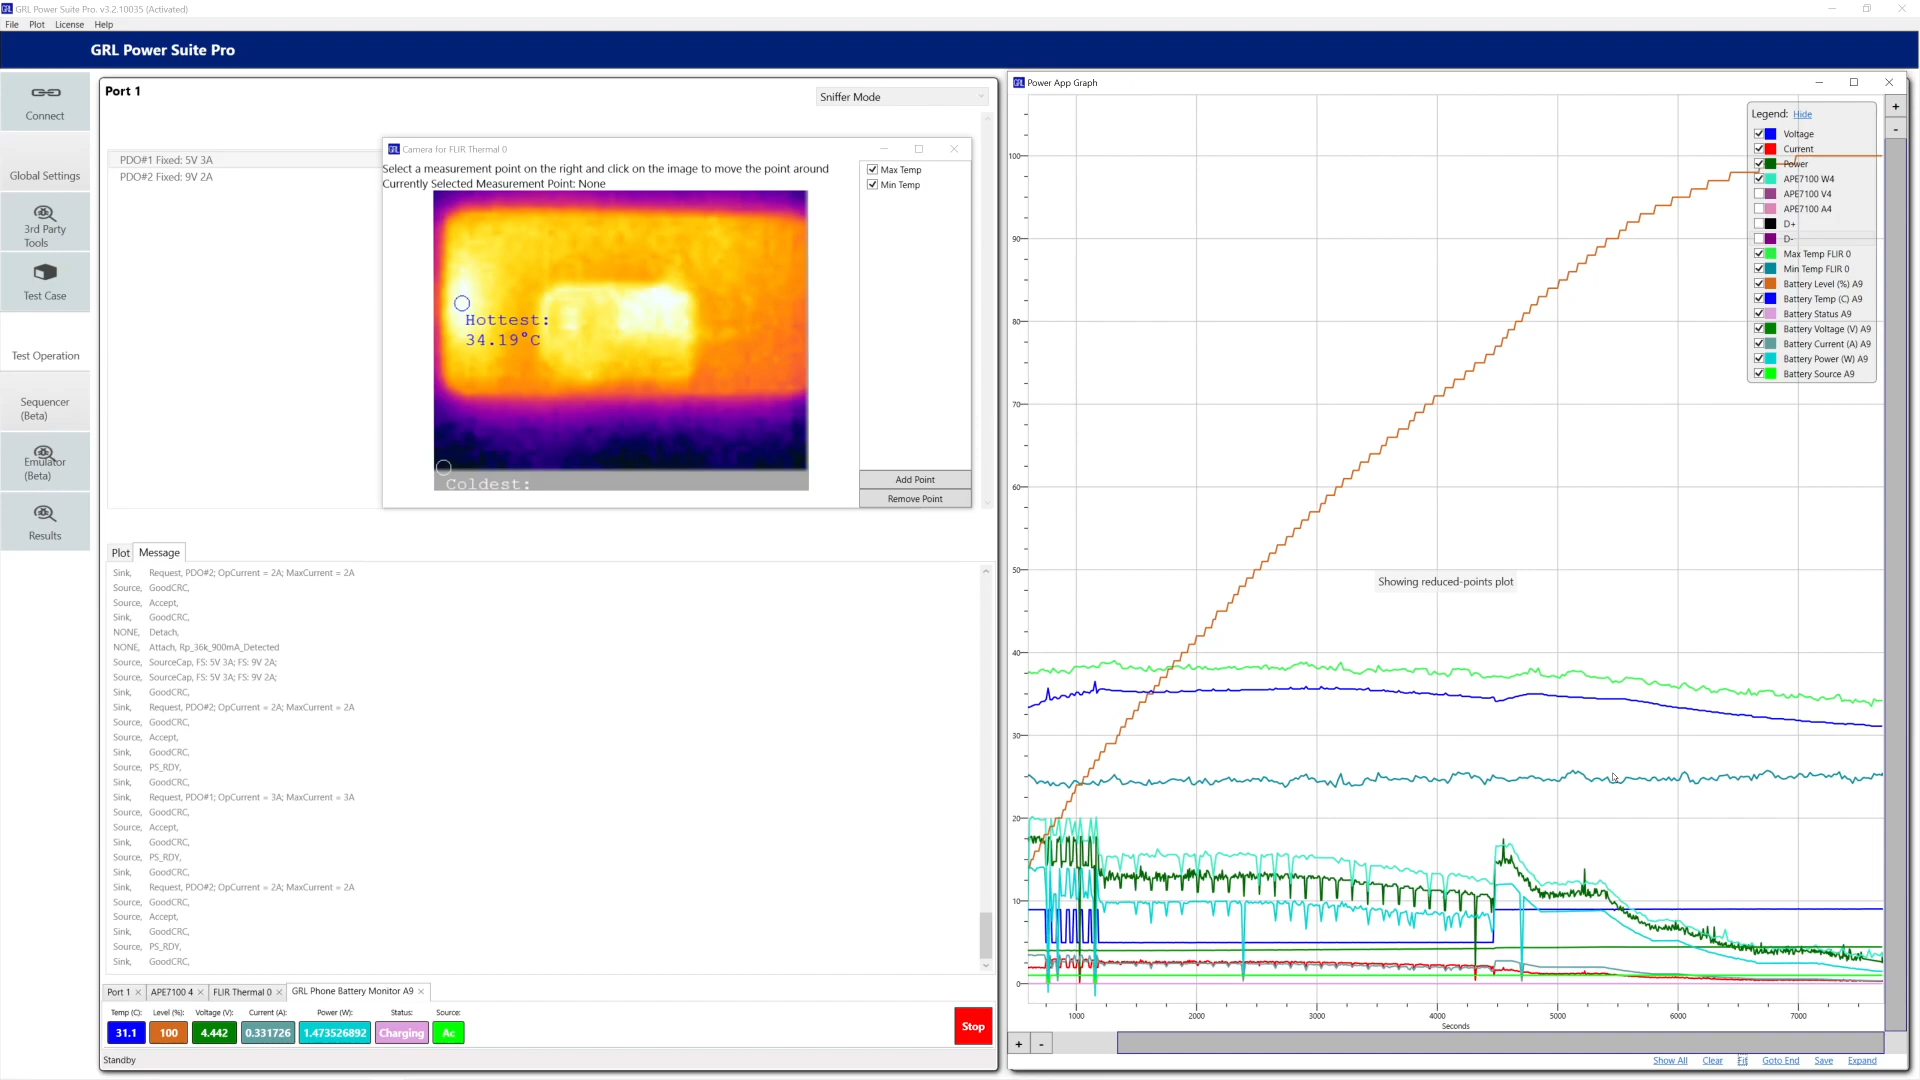 GRL Power Suite Pro. v3.2.10035 (Activated)
File Plot License Help
GRL Power Suite Pro
Connect
Global Settings
3rd Party
Tools
Test Case
Test Operation
Sequencer
(Beta)
Emulator
(Beta)
Results
Port 1
Sniffer Mode
PDO#1 Fixed: 5V 3A
PDO#2 Fixed: 9V 2A
Camera for FLIR Thermal 0
Select a measurement point on the right and click on the image to move the point around
Currently Selected Measurement Point: None
Max Temp
Min Temp
Hottest:
34.19°C
Coldest:
Add Point
Remove Point
Plot Message
Sink, Request, PDO#2; OpCurrent = 2A; MaxCurrent = 2A
Source, GoodCRC,
Source, Accept,
Sink, GoodCRC,
NONE, Detach,
NONE, Attach, Rp_36k_900mA_Detected
Source, SourceCap, FS: 5V 3A; FS: 9V 2A;
Source, SourceCap, FS: 5V 3A; FS: 9V 2A;
Sink, GoodCRC,
Sink, Request, PDO#2; OpCurrent = 2A; MaxCurrent = 2A
Source, GoodCRC,
Source, Accept,
Sink, GoodCRC,
Source, PS_RDY,
Sink, GoodCRC,
Sink, Request, PDO#1; OpCurrent = 3A; MaxCurrent = 3A
Source, GoodCRC,
Source, Accept,
Sink, GoodCRC,
Source, PS_RDY,
Sink, GoodCRC,
Sink, Request, PDO#2; OpCurrent = 2A; MaxCurrent = 2A
Source, GoodCRC,
Source, Accept,
Sink, GoodCRC,
Source, PS_RDY,
Sink, GoodCRC,
Port 1 APE7100 4 FLIR Thermal 0 GRL Phone Battery Monitor A9
Temp (C): Level (%): Voltage (V): Current (A): Power (W): Status: Source:
31.1 100 4.442 0.331726 1.473526892 Charging Ac
Stop
Standby
Power App Graph
Legend: Hide
Voltage
Current
Power
APE7100 W4
APE7100 V4
APE7100 A4
D+
D-
Max Temp FLIR 0
Min Temp FLIR 0
Battery Level (%) A9
Battery Temp (C) A9
Battery Status A9
Battery Voltage (V) A9
Battery Current (A) A9
Battery Power (W) A9
Battery Source A9
+
-
100
90
80
70
60
50
40
30
20
10
0
Showing reduced-points plot
1000 2000 3000 4000 5000 6000 7000
Seconds
+ -
Show All Clear Fit Goto End Save Expand